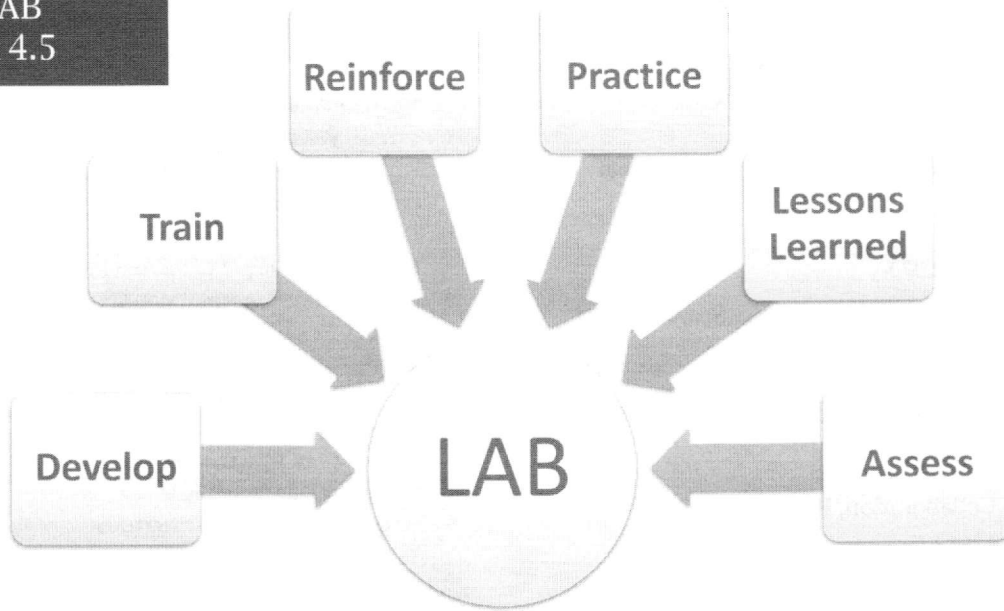 AB
4.5
Reinforce
Practice
Train
Lessons
Learned
Develop
LAB
Assess